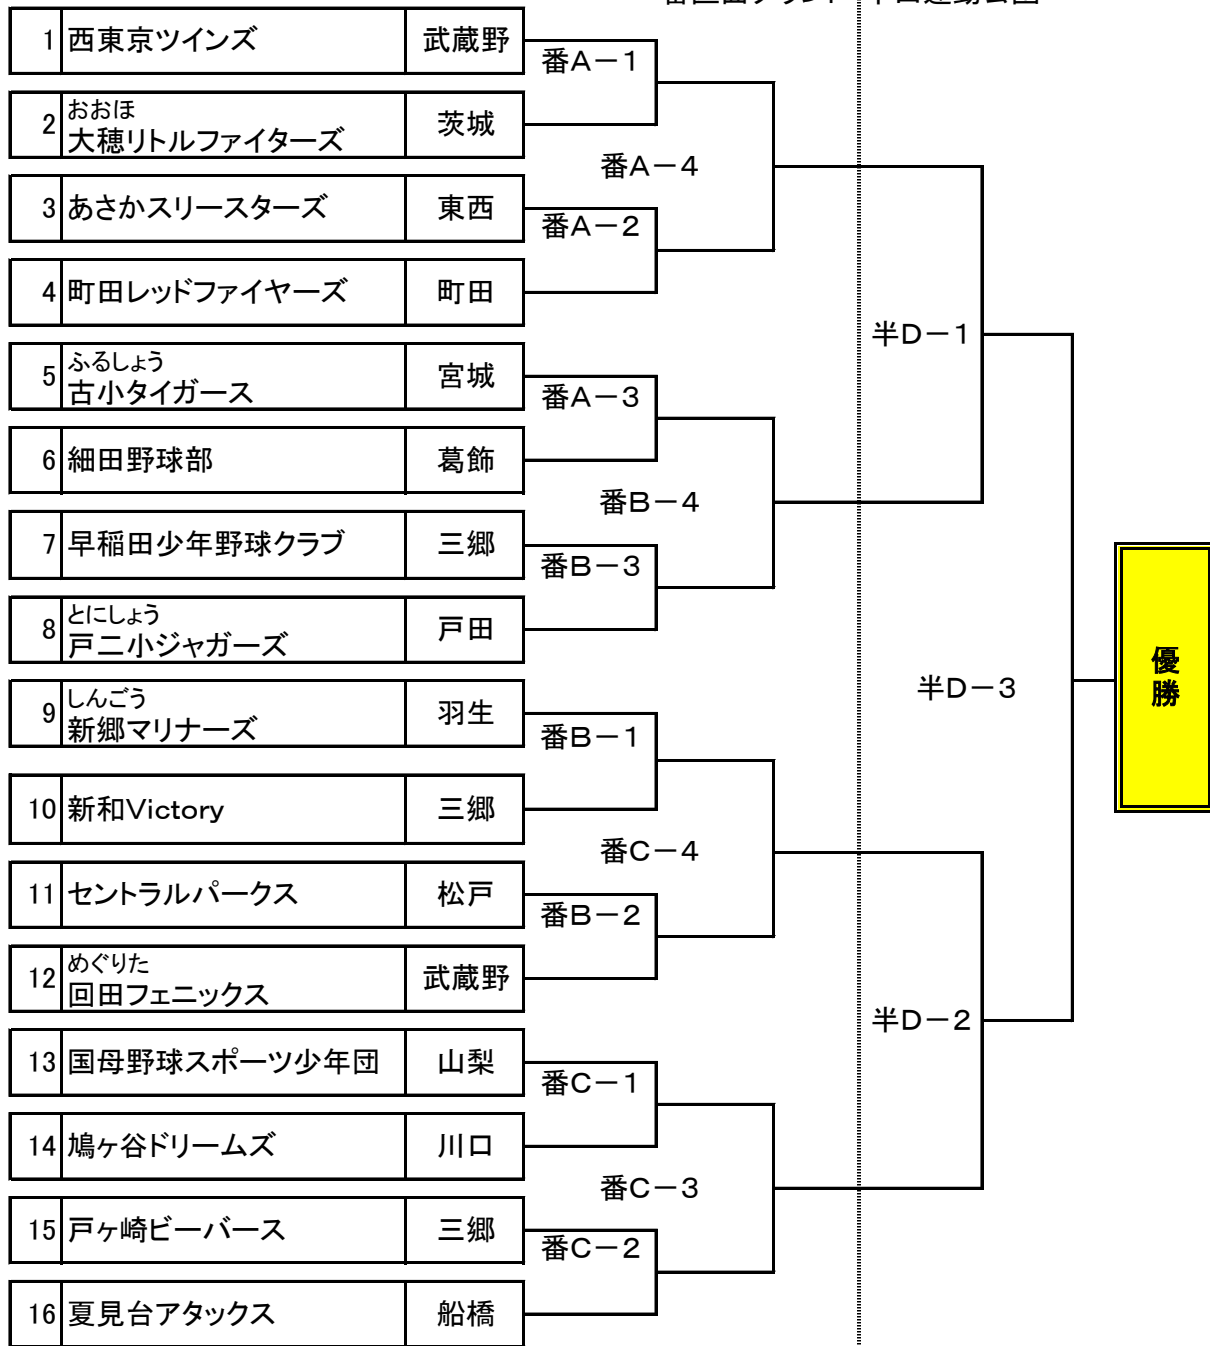 1 西東京ツインズ 武蔵野
番A－1
おおほ
2 大穂リトルファイターズ 茨城
番A－4
3 あさかスリースターズ 東西
番A－2
4 町田レッドファイヤーズ 町田
半D－1
ふるしょう
5 古小タイガース 宮城
番A－3
6 細田野球部 葛飾
番B－4
7 早稲田少年野球クラブ 三郷
番B－3
とにしょう
8 戸二小ジャガーズ 戸田
半D－3
優勝
しんごう
9 新郷マリナーズ 羽生
番B－1
10 新和Victory 三郷
番C－4
11 セントラルパークス 松戸
番B－2
めぐりた
12 回田フェニックス 武蔵野
半D－2
13 国母野球スポーツ少年団 山梨
番C－1
14 鳩ヶ谷ドリームズ 川口
番C－3
15 戸ヶ崎ビーバース 三郷
番C－2
16 夏見台アタックス 船橋